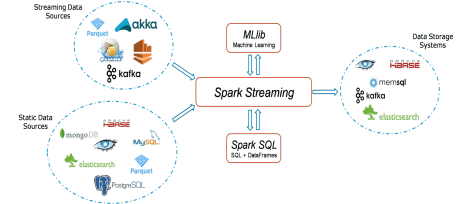 Streaming Data
Sources
Parquet
akka
kafka
Static Data
Sources
mongoDB
HBASE
MySQL
elasticsearch
Parquet
PostgreSQL
MLlib
Machine Learning
Spark Streaming
Spark SQL
SQL + DataFrames
Data Storage
Systems
HBASE
memsql
kafka
elasticsearch